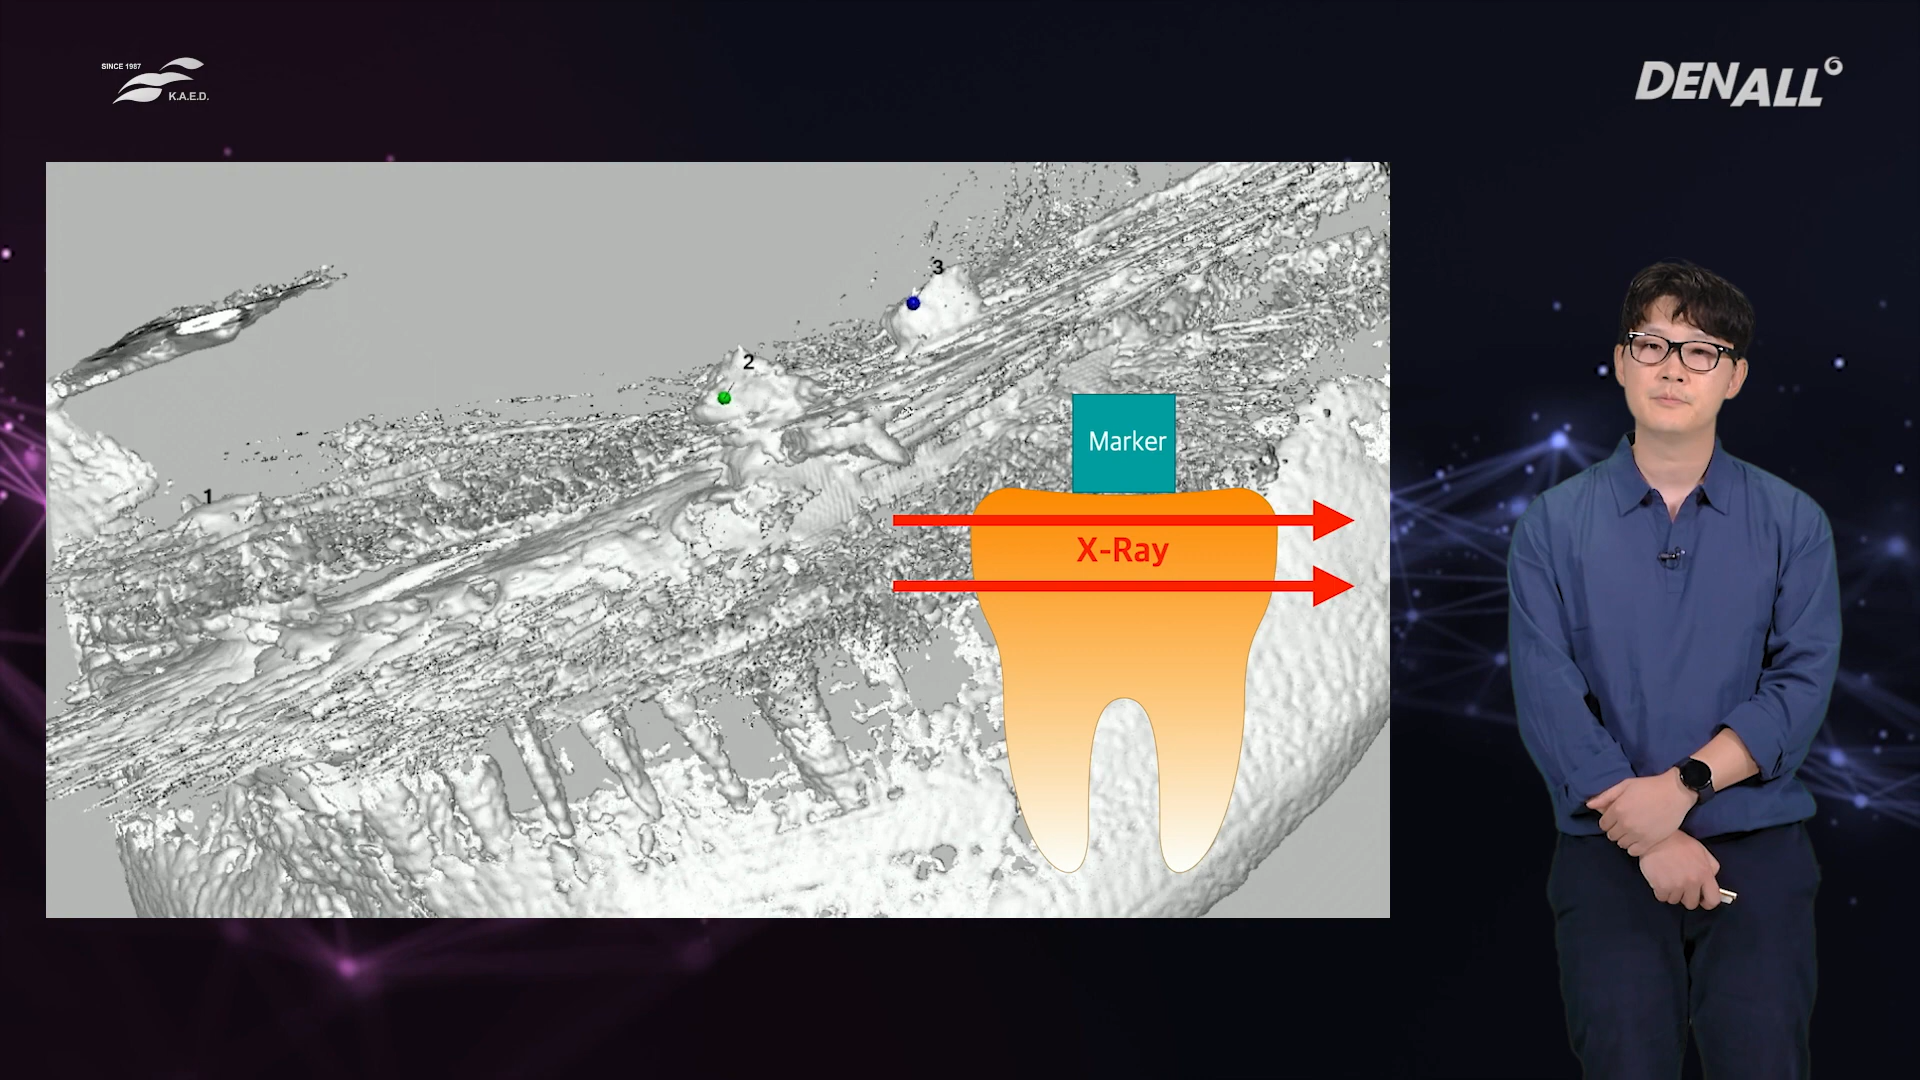 SINCE 1987
K.A.E.D.
DENALL
3
2
1
Marker
X-Ray